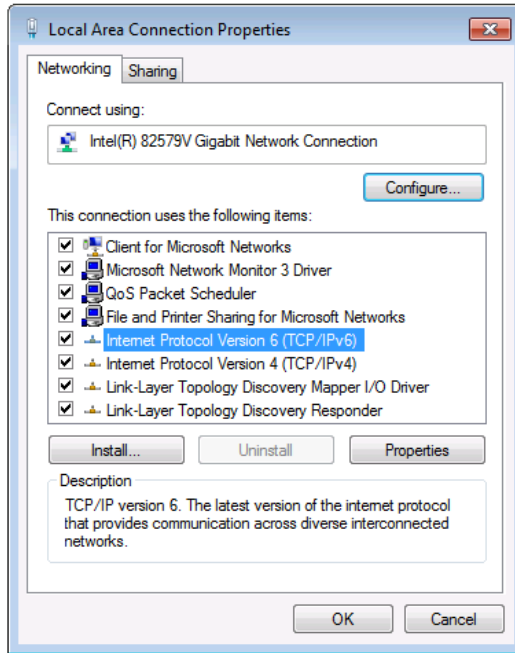 Local Area Connection Properties
Networking
Sharing
Connect using:
Intel(R) 82579V Gigabit Network Connection
Configure...
This connection uses the following items:
Client for Microsoft Networks
Microsoft Network Monitor 3 Driver
QoS Packet Scheduler
File and Printer Sharing for Microsoft Networks
Internet Protocol Version 6 (TCP/IPv6)
Internet Protocol Version 4 (TCP/IPv4)
Link-Layer Topology Discovery Mapper I/O Driver
Link-Layer Topology Discovery Responder
Install...
Uninstall
Properties
Description
TCP/IP version 6. The latest version of the internet protocol
that provides communication across diverse interconnected
networks.
OK
Cancel